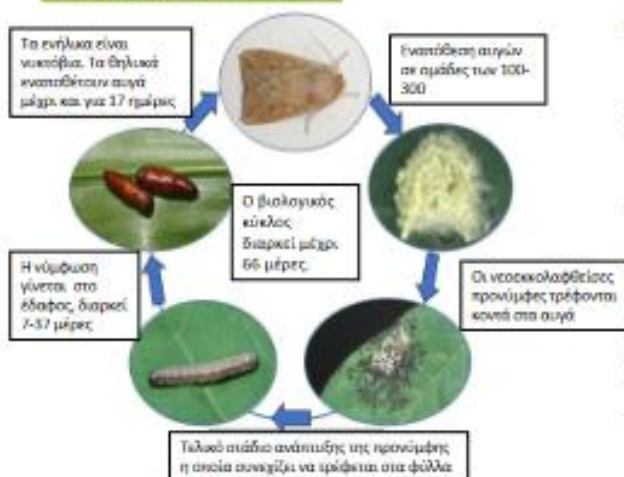 Τα ενήλικα είναι
νυκτόβια. Τα θηλυκά
εναποθέτουν αυγά
μέχρι και για 17 ημέρες
Εναπόθεση αυγών
σε ομάδες των 100-
300
Ο βιολογικός
κύκλος
διαρκεί μέχρι
66 μέρες.
Η νύμφωση
γίνεται στο
έδαφος, διαρκεί
7-37 μέρες
Οι νεοεκκολαφθείσες
προνύμφες τρέφονται
κοντά στα αυγά
Τελικό στάδιο ανάπτυξης της προνύμφης
η οποία συνεχίζει να τρέφεται στα φύλλα